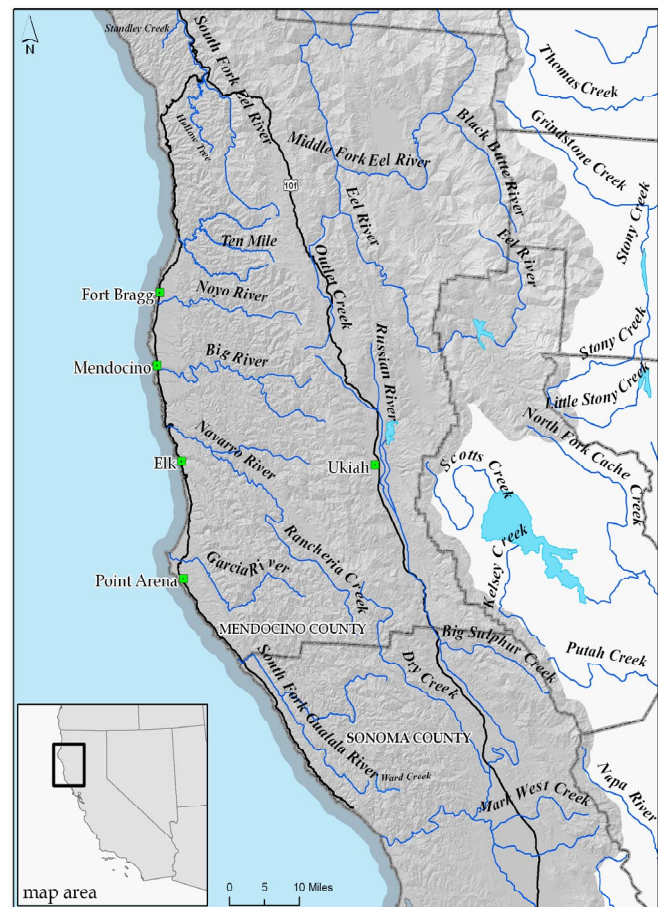 N
Standley Creek
South Fork Eel River
Hollow Tree
101
Middle Fork Eel River
Black Butte River
Thomas Creek
Grindstone Creek
Stony Creek
Eel River
Eel River
Outlet Creek
Ten Mile
Fort Bragg
Noyo River
Russian River
Mendocino
Big River
Stony Creek
Little Stony Creek
North Fork Cache Creek
Navarro River
Elk
Ukiah
Scotts Creek
Kelsey Creek
Rancheria Creek
Garcia River
Point Arena
MENDOCINO COUNTY
Big Sulphur Creek
Putah Creek
Dry Creek
South Fork Gualala River
SONOMA COUNTY
Ward Creek
Mark West Creek
Napa River
map area
0 5 10 Miles